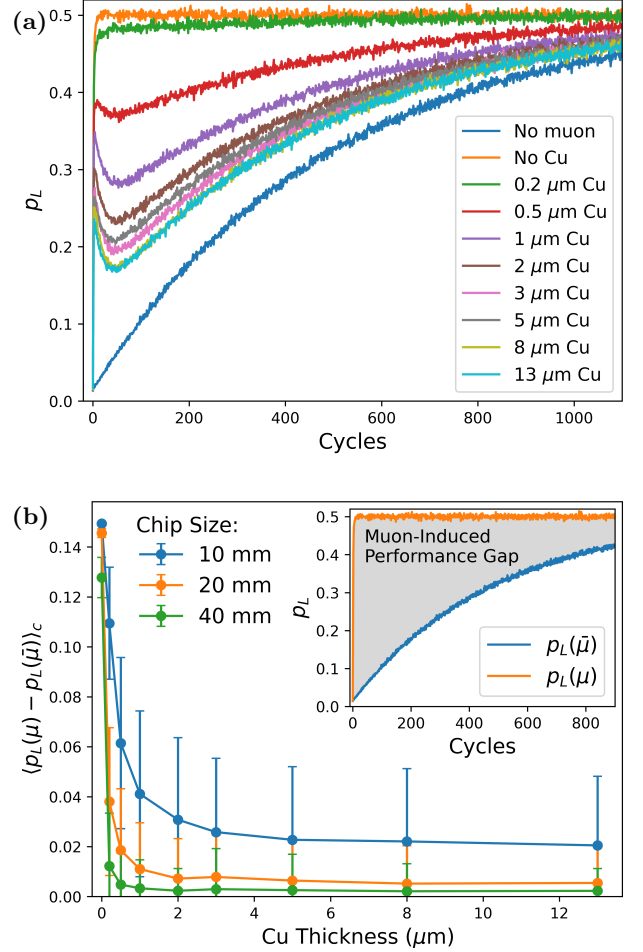 (a)
0.5
0.4
0.3
0.2
0.1
0.0
p_L
0 200 400 600 800 1000
Cycles
No muon
No Cu
0.2 μm Cu
0.5 μm Cu
1 μm Cu
2 μm Cu
3 μm Cu
5 μm Cu
8 μm Cu
13 μm Cu
(b)
0.14
0.12
0.10
0.08
0.06
0.04
0.02
0.00
⟨p_L(μ) − p_L(μ̄)⟩_c
0 2 4 6 8 10 12
Cu Thickness (μm)
Chip Size:
10 mm
20 mm
40 mm
0.5
0.4
0.3
0.2
0.1
0.0
p_L
0 200 400 600 800
Cycles
Muon-Induced
Performance Gap
p_L(μ̄)
p_L(μ)